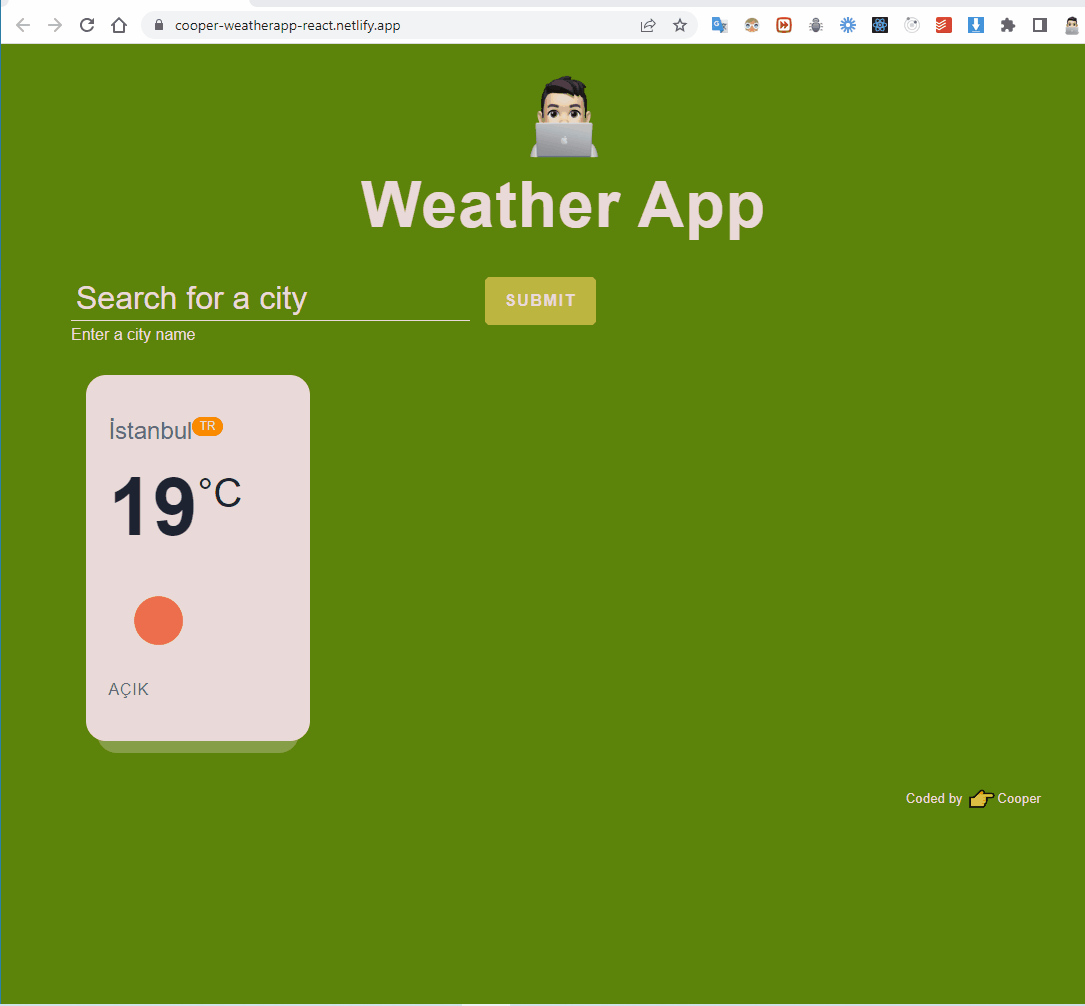 cooper-weatherapp-react.netlify.app
Weather App
Search for a city
SUBMIT
Enter a city name
İstanbul TR
19°C
AÇIK
Coded by 👉 Cooper